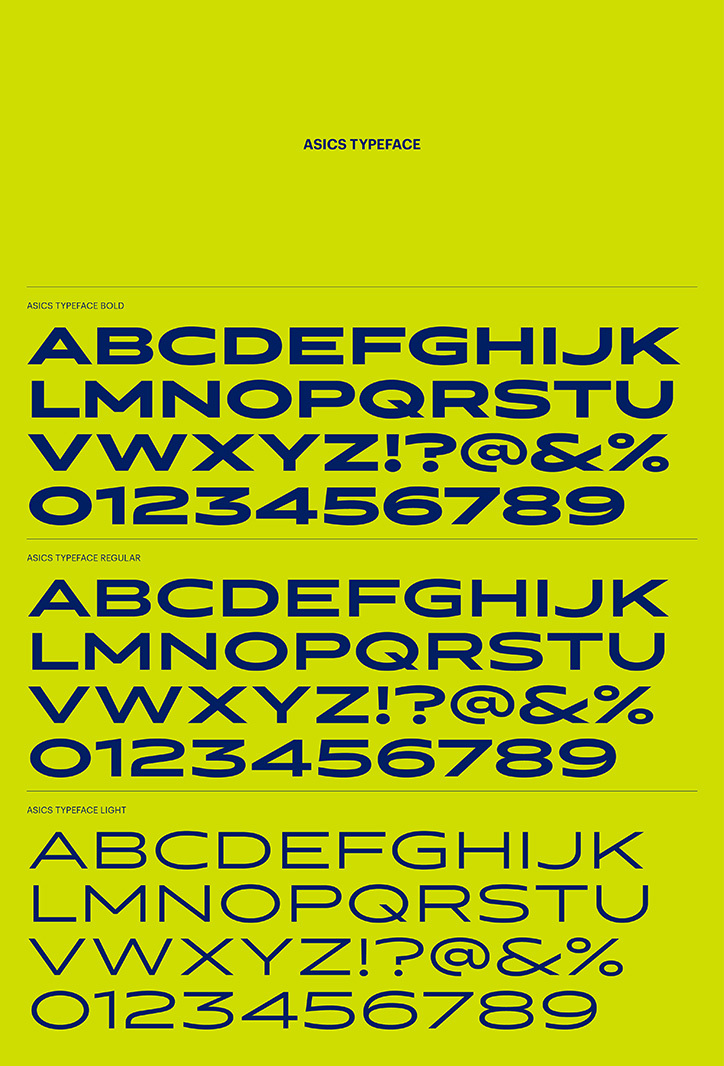 ASICS TYPEFACE
ASICS TYPEFACE BOLD
ABCDEFGHIJK
LMNOPQRSTU
VWXYZ!?@&%
0123456789
ASICS TYPEFACE REGULAR
ABCDEFGHIJK
LMNOPQRSTU
VWXYZ!?@&%
0123456789
ASICS TYPEFACE LIGHT
ABCDEFGHIJK
LMNOPQRSTU
VWXYZ!?@&%
0123456789